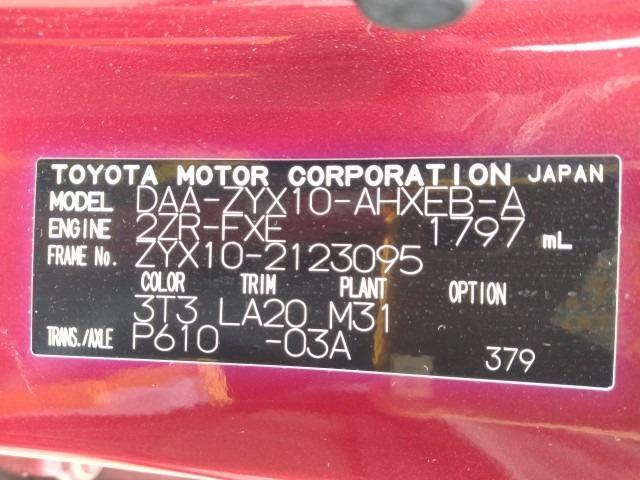 TOYOTA MOTOR CORPORATION JAPAN
MODEL DAA-ZYX10-AHXEB-A
ENGINE 2ZR-FXE 1797 mL
FRAME No. ZYX10-2123095
COLOR TRIM PLANT OPTION
3T3 LA20 M31
TRANS./AXLE P610 -03A 379